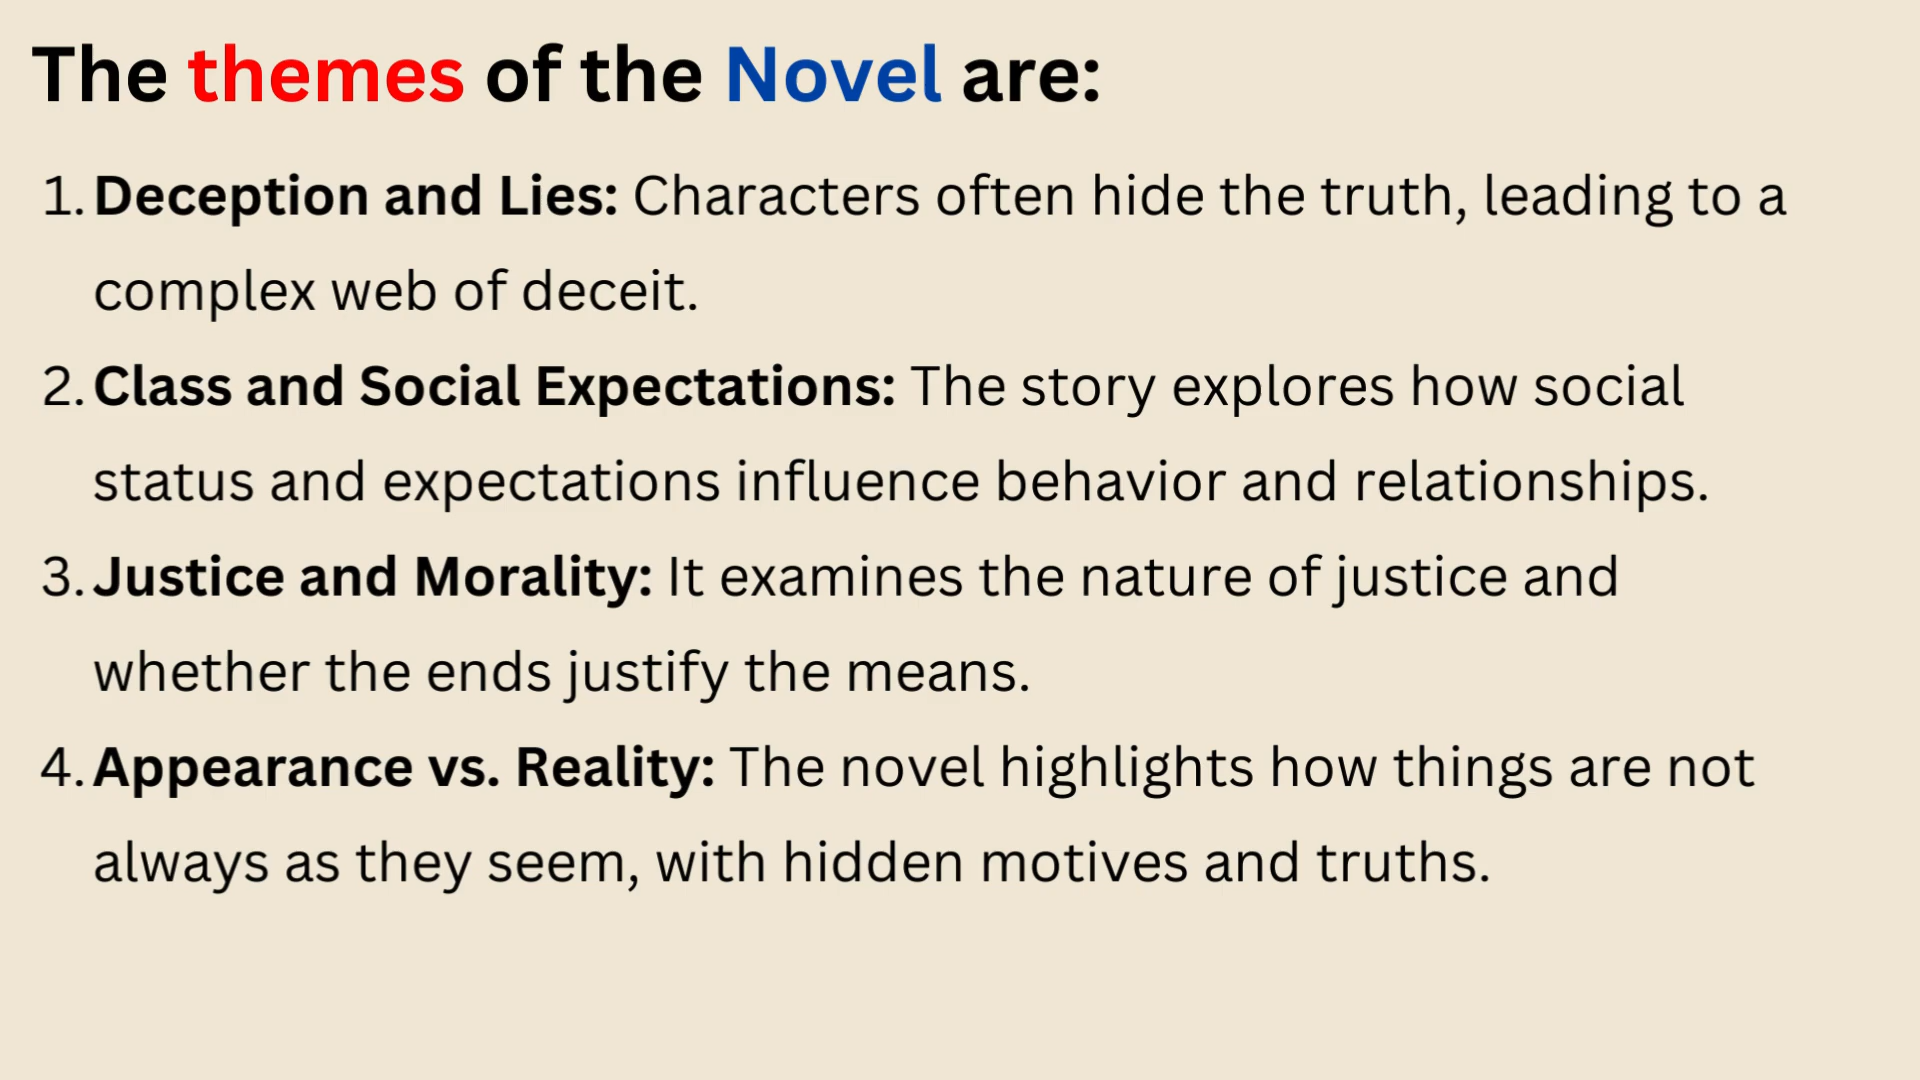 The themes of the Novel are:
1. Deception and Lies: Characters often hide the truth, leading to a
complex web of deceit.
2. Class and Social Expectations: The story explores how social
status and expectations influence behavior and relationships.
3. Justice and Morality: It examines the nature of justice and
whether the ends justify the means.
4. Appearance vs. Reality: The novel highlights how things are not
always as they seem, with hidden motives and truths.